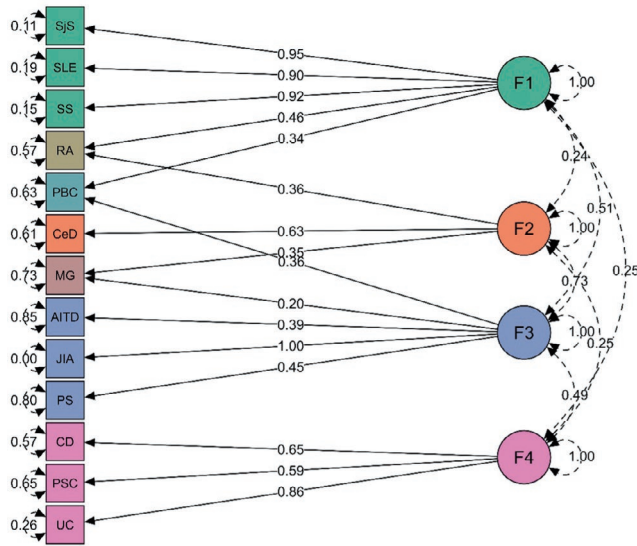 0.11 SjS
0.95
0.19 SLE
0.90
F1 1.00
0.15 SS
0.92
0.57 RA
0.46
0.24
0.63 PBC
0.34
0.36
0.51
0.61 CeD
0.63
F2 1.00
0.35
0.36
0.25
0.73 MG
0.73
0.20
0.85 AITD
0.39
F3 1.00
0.25
0.00 JIA
1.00
0.80 PS
0.45
0.49
0.57 CD
0.65
F4 1.00
0.65 PSC
0.59
0.26 UC
0.86